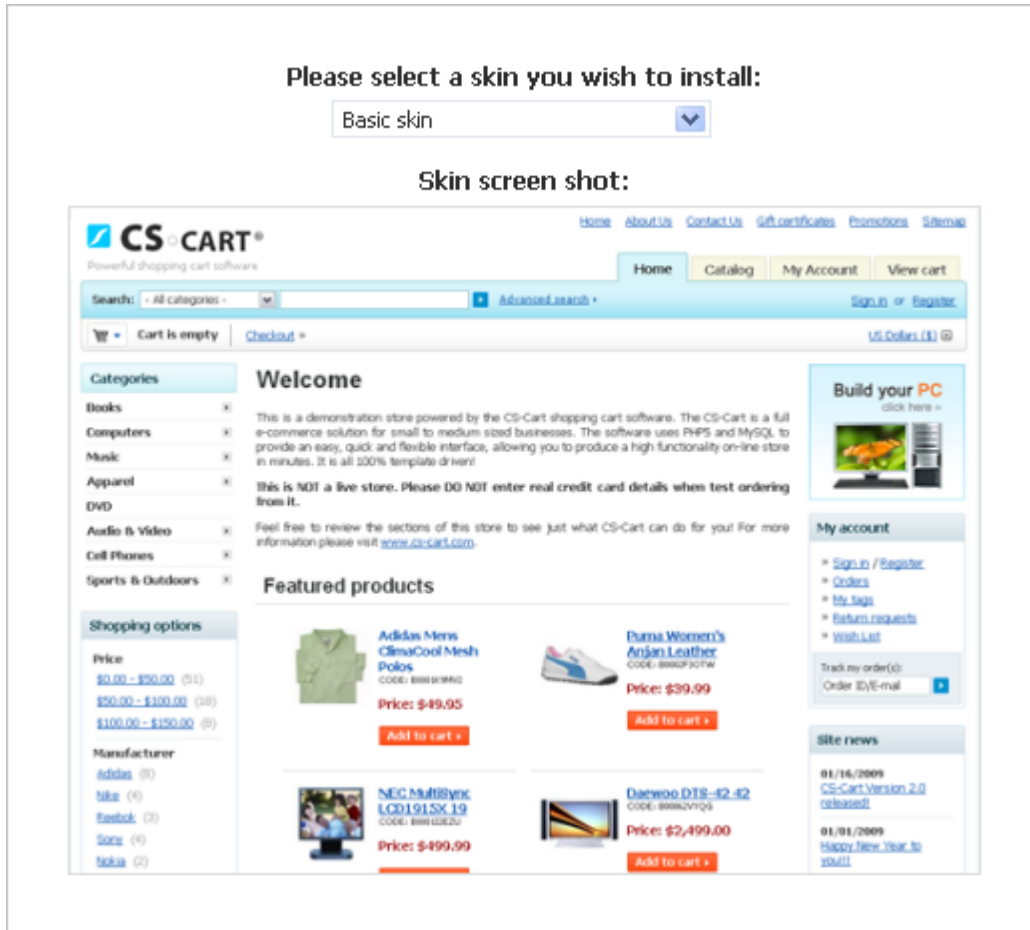 Please select a skin you wish to install:
Basic skin
Skin screen shot:
CS-CART®
Powerful shopping cart software
Home About Us Contact Us Gift certificates Promotions Sitemap
Home Catalog My Account View cart
Search: - All categories - Advanced search
Sign in or Register
Cart is empty Checkout »
US Dollars ($)
Categories
Books
Computers
Music
Apparel
DVD
Audio & Video
Cell Phones
Sports & Outdoors
Shopping options
Price
$0.00 - $50.00 (51)
$50.00 - $100.00 (18)
$100.00 - $150.00 (8)
Manufacturer
Adidas (8)
Nike (4)
Reebok (3)
Sony (4)
Nokia (2)
Welcome
This is a demonstration store powered by the CS-Cart shopping cart software. The CS-Cart is a full
e-commerce solution for small to medium sized businesses. The software uses PHP5 and MySQL to
provide an easy, quick and flexible interface, allowing you to produce a high functionality on-line store
in minutes. It is all 100% template driven!
This is NOT a live store. Please DO NOT enter real credit card details when test ordering
from it.
Feel free to review the sections of this store to see just what CS-Cart can do for you! For more
information please visit www.cs-cart.com.
Featured products
Adidas Mens
ClimaCool Mesh
Polos
CODE:
Price: $49.95
Add to cart
Puma Women's
Anjan Leather
CODE:
Price: $39.99
Add to cart
NEC MultiSync
LCD1915X 19
CODE:
Price: $499.99
Daewoo DTS-42 42
CODE:
Price: $2,499.00
Add to cart
Build your PC
click here »
My account
» Sign in / Register
» Orders
» My tags
» Return requests
» Wish List
Track my order(s):
Order ID/E-mail
Site news
01/16/2009
CS-Cart Version 2.0
released!
01/01/2009
Happy New Year to
you!!!